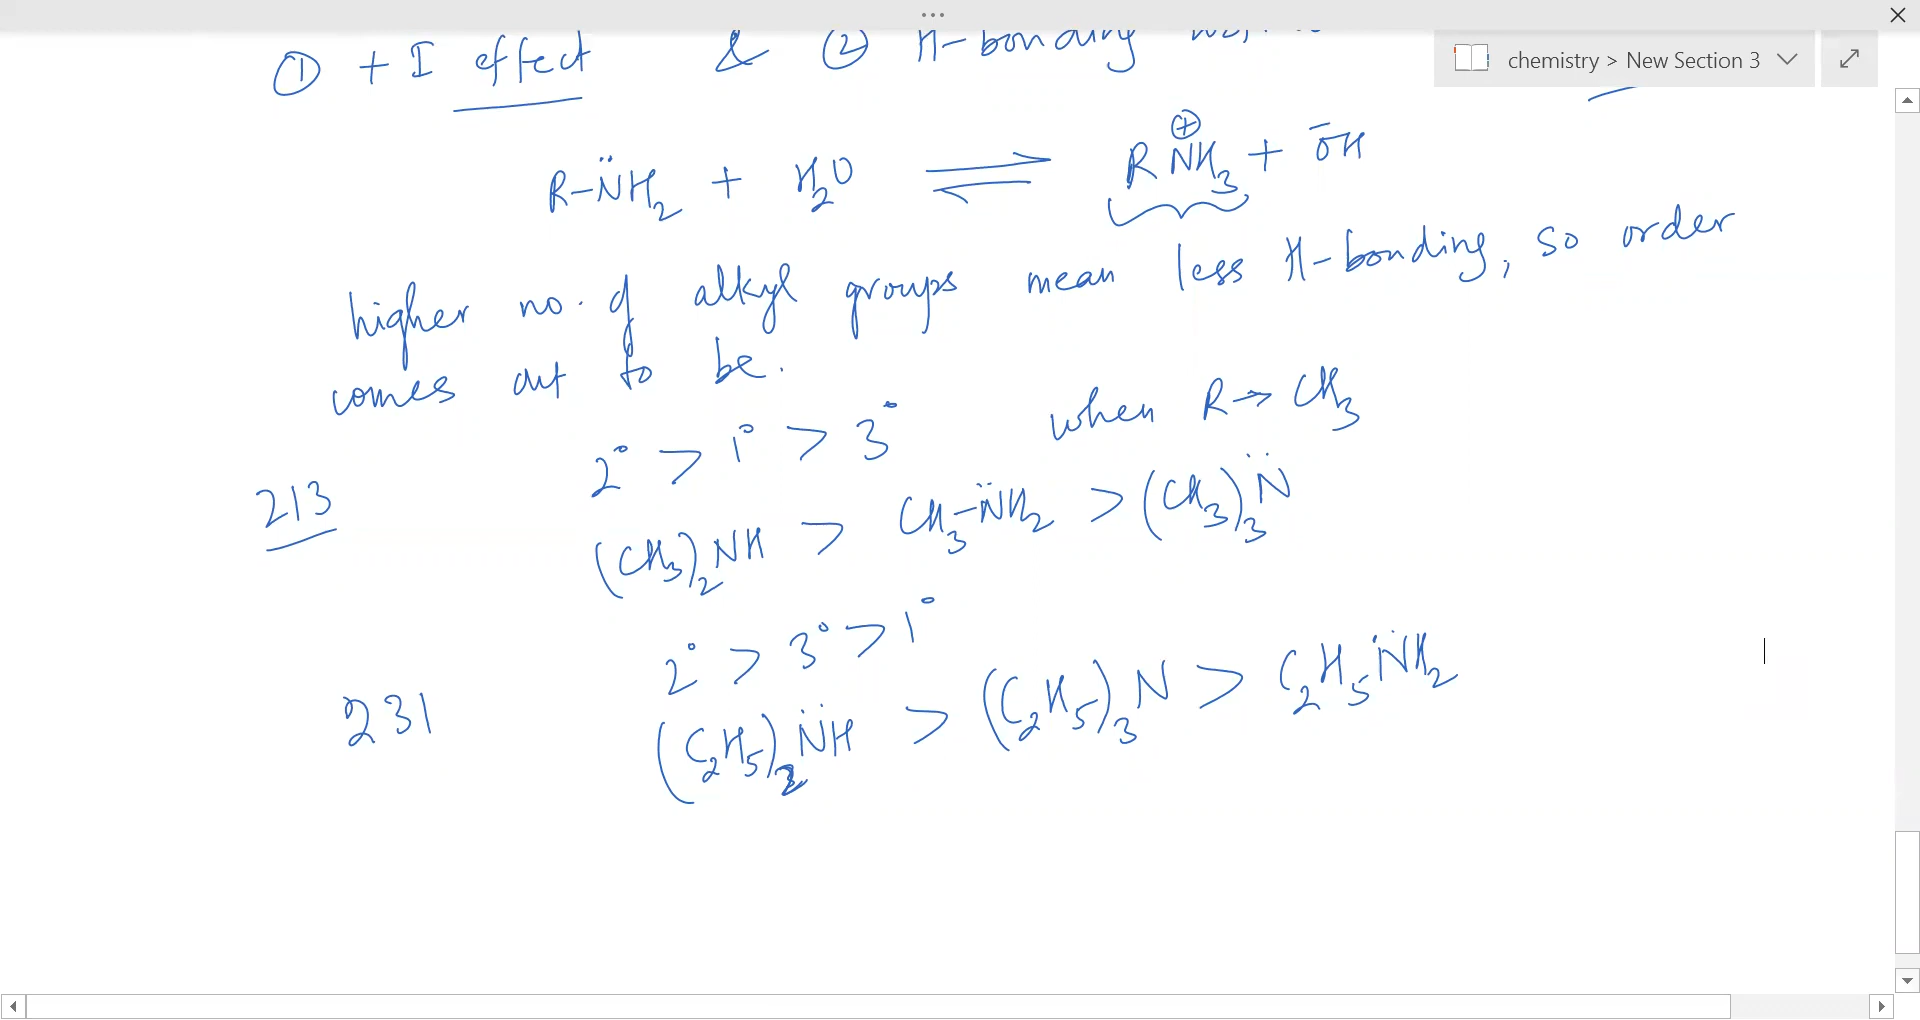 ① + I effect & ② H-bonding
chemistry > New Section 3
R-N̈H₂ + H₂O ⇌ R N⊕H₃ + ŌH
higher no. of alkyl groups mean less H-bonding, so order
comes out to be.
2° > 1° > 3° when R→ CH₃
213
(CH₃)₂NH > CH₃-N̈H₂ > (CH₃)₃N̈
2° > 3° > 1°
231
(C₂H₅)₂N̈H > (C₂H₅)₃N > C₂H₅N̈H₂